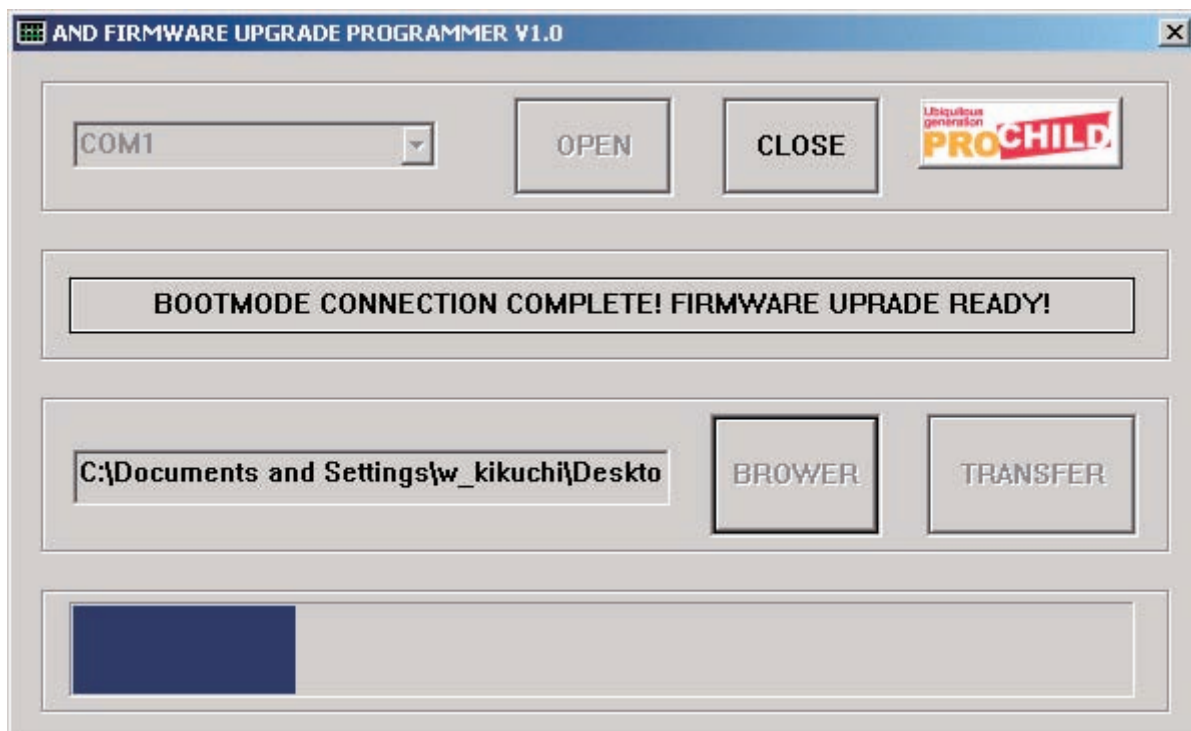 AND FIRMWARE UPGRADE PROGRAMMER V1.0
COM1
OPEN
CLOSE
Ubiquitous
generation
PROCHILD
BOOTMODE CONNECTION COMPLETE! FIRMWARE UPRADE READY!
C:\Documents and Settings\w_kikuchi\Deskto
BROWER
TRANSFER